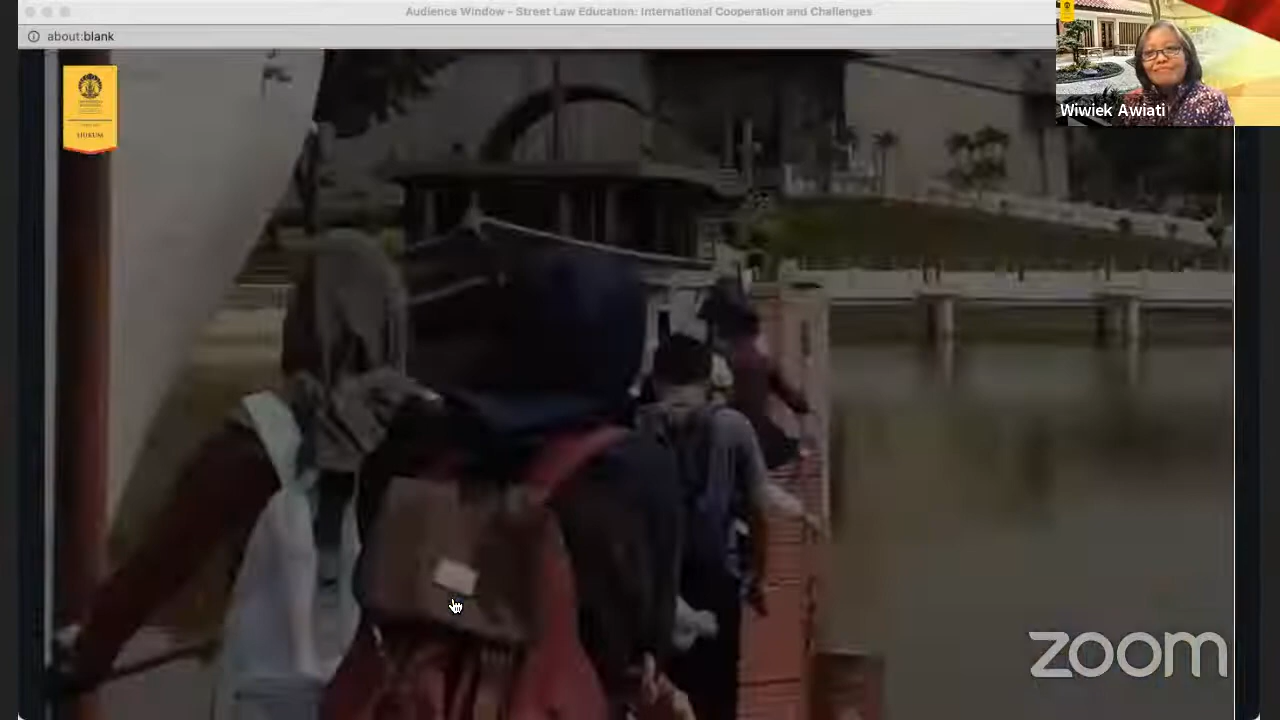 Audience Window - Street Law Education: International Cooperation and Challenges
about:blank
HUKUM
Wiwiek Awiati
zoom